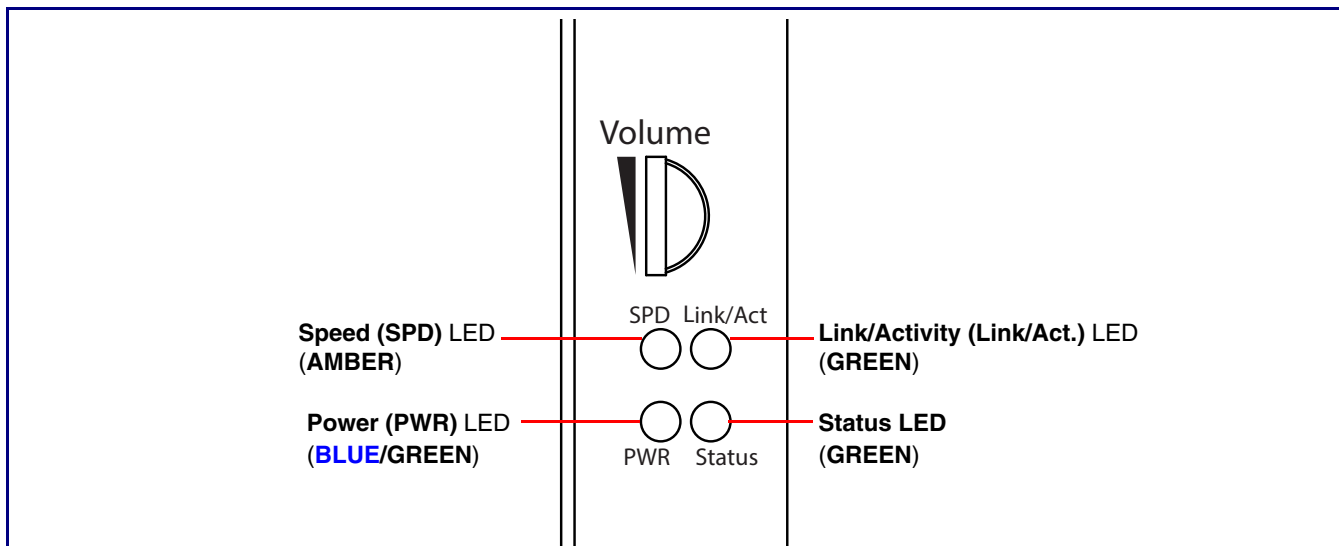 Volume
SPD Link/Act
Speed (SPD) LED
(AMBER)
Link/Activity (Link/Act.) LED
(GREEN)
Power (PWR) LED
(BLUE/GREEN)
Status LED
(GREEN)
PWR Status